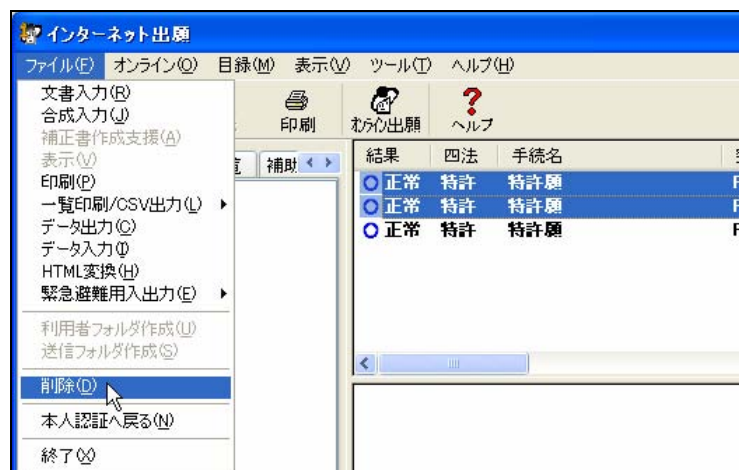 インターネット出願
ファイル(F) オンライン(O) 目録(M) 表示(V) ツール(T) ヘルプ(H)
印刷 オンライン出願 ヘルプ
文書入力(R)
合成入力(J)
補正書作成支援(A)
表示(V)
印刷(P)
一覧印刷/CSV出力(L)
データ出力(C)
データ入力(I)
HTML変換(H)
緊急避難用入出力(E)
利用者フォルダ作成(U)
送信フォルダ作成(S)
削除(D)
本人認証へ戻る(N)
終了(X)
補助
結果 四法 手続名
正常 特許 特許願
正常 特許 特許願
正常 特許 特許願